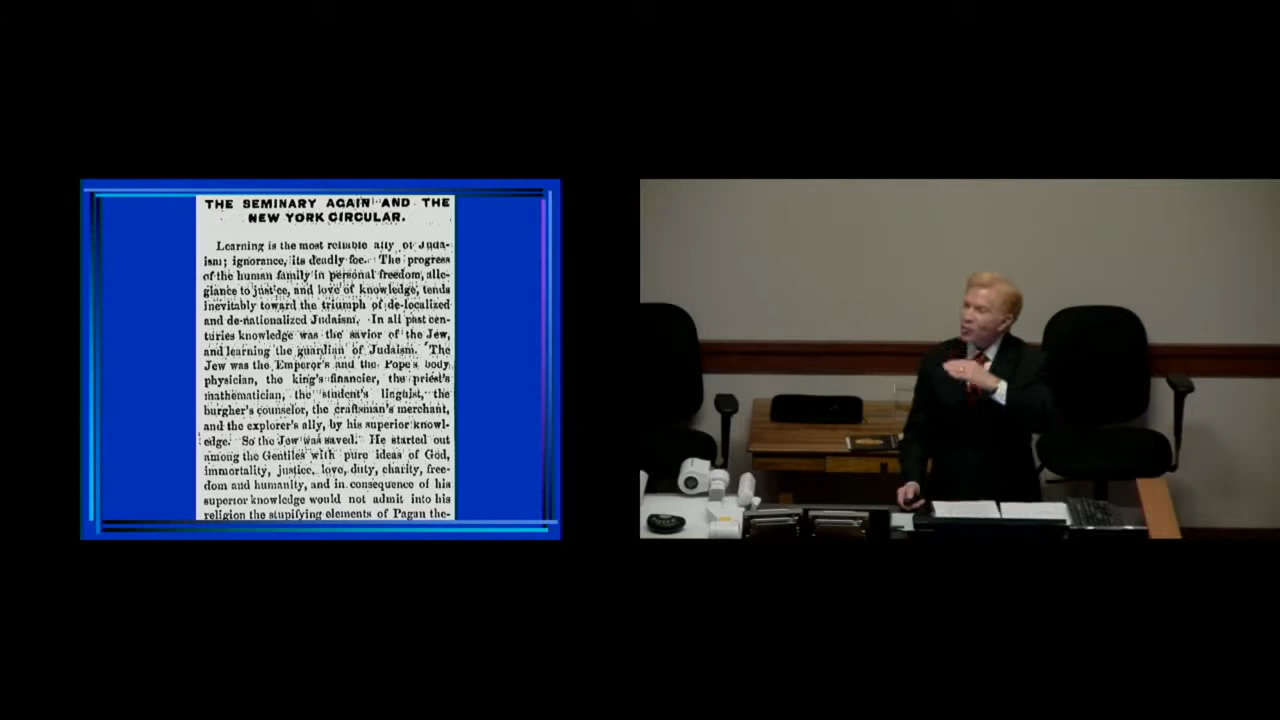 THE SEMINARY AGAIN AND THE
NEW YORK CIRCULAR.
Learning is the most reliable ally of Juda-
ism; ignorance, its deadly foe. The progress
of the human family in personal freedom, alle-
giance to justice, and love of knowledge, tends
inevitably toward the triumph of de-localized
and de-nationalized Judaism. In all past cen-
turies knowledge was the savior of the Jew,
and learning the guardian of Judaism. The
Jew was the Emperor's and the Pope's body
physician, the king's financier, the priest's
mathematician, the student's linguist, the
burgher's counselor, the craftsman's merchant,
and the explorer's ally, by his superior knowl-
edge. So the Jew was saved. He started out
among the Gentiles with pure ideas of God,
immortality, justice, love, duty, charity, free-
dom and humanity, and in consequence of his
superior knowledge would not admit into his
religion the stupifying elements of Pagan the-